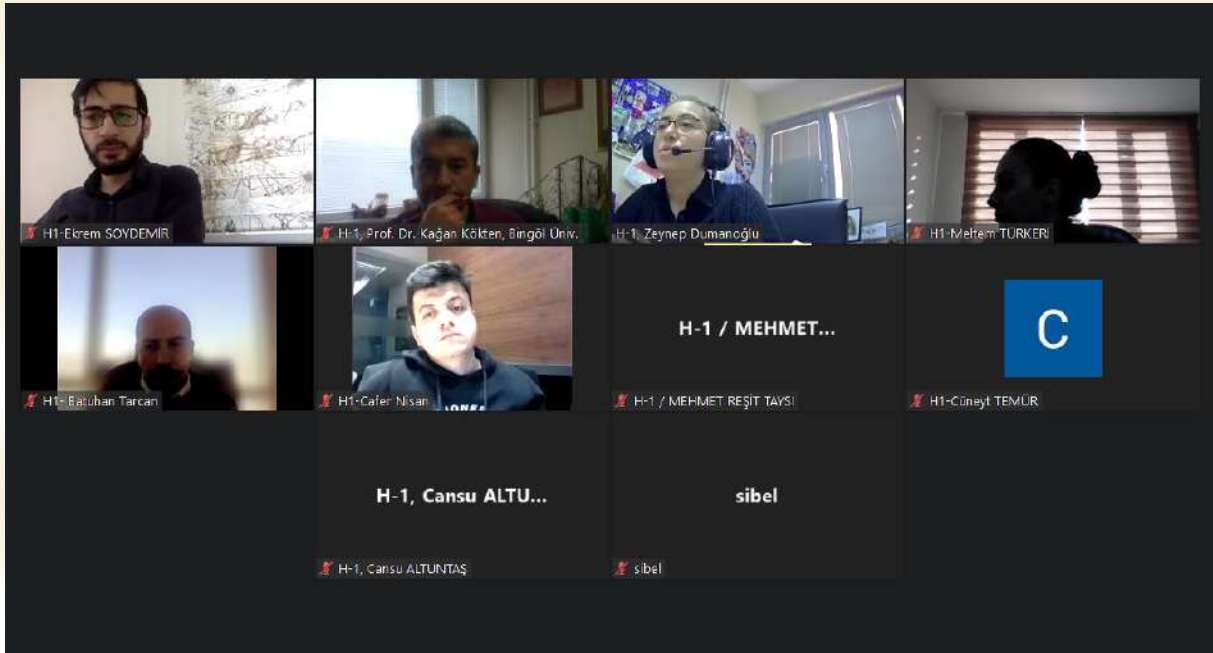 H1-Ekrem SOYDEMİR
H-1, Prof. Dr. Kağan Kökten, Bingöl Üniv.
H-1, Zeynep Dumanoğlu
H1-Meltem TÜRKERİ
H1- Batuhan Tarcan
H1-Cafer Nisan
H-1 / MEHMET...
H-1 / MEHMET REŞİT TAYSI
C
H1-Cüneyt TEMÜR
H-1, Cansu ALTU...
H-1, Cansu ALTUNTAŞ
sibel
sibel